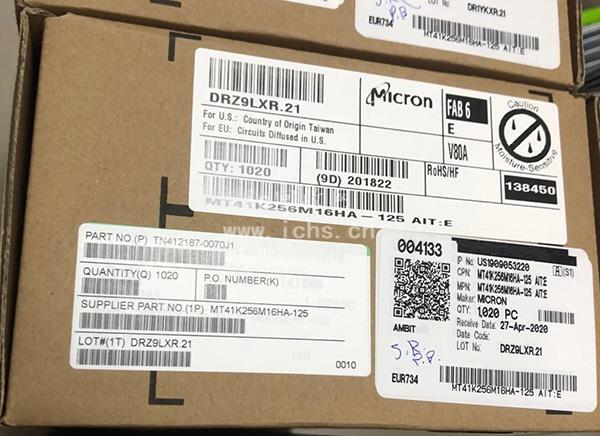 DR1YKXR.21
EUR734
MT41K256M16HA-125 AIT:E
DRZ9LXR.21
For U.S.: Country of Origin Taiwan
For EU: Circuits Diffused in U.S.
QTY: 1020
(9D) 201822
MT41K256M16HA-125 AIT:E
Micron
FAB 6
E
V80A
RoHS/HF
Caution
Moisture-Sensitive
138450
www.ichs.cn
PART NO.(P) TN412187-0070J1
QUANTITY(Q) 1020
P.O. NUMBER(K)
SUPPLIER PART NO.(1P) MT41K256M16HA-125
LOT#(1T) DRZ9LXR.21
0010
004133
AMBIT
EUR734
P No: US1909053220
A (S1)
CPN: MT41K256M16HA-125 AIT:E
MPN: MT41K256M16HA-125 AIT:E
Maker: MICRON
QTY: 1020 PC
Receive Date: 27-Apr-2020
Date Code:
LOT No: DRZ9LXR.21
MT41K256M16HA-125 AIT:E